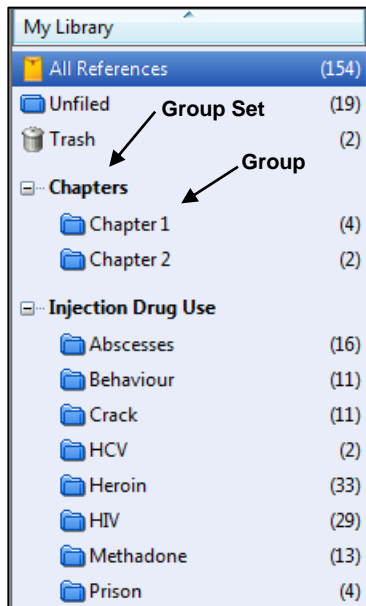 My Library
All References (154)
Unfiled (19)
Group Set
Trash (2)
Group
Chapters
Chapter 1 (4)
Chapter 2 (2)
Injection Drug Use
Abscesses (16)
Behaviour (11)
Crack (11)
HCV (2)
Heroin (33)
HIV (29)
Methadone (13)
Prison (4)